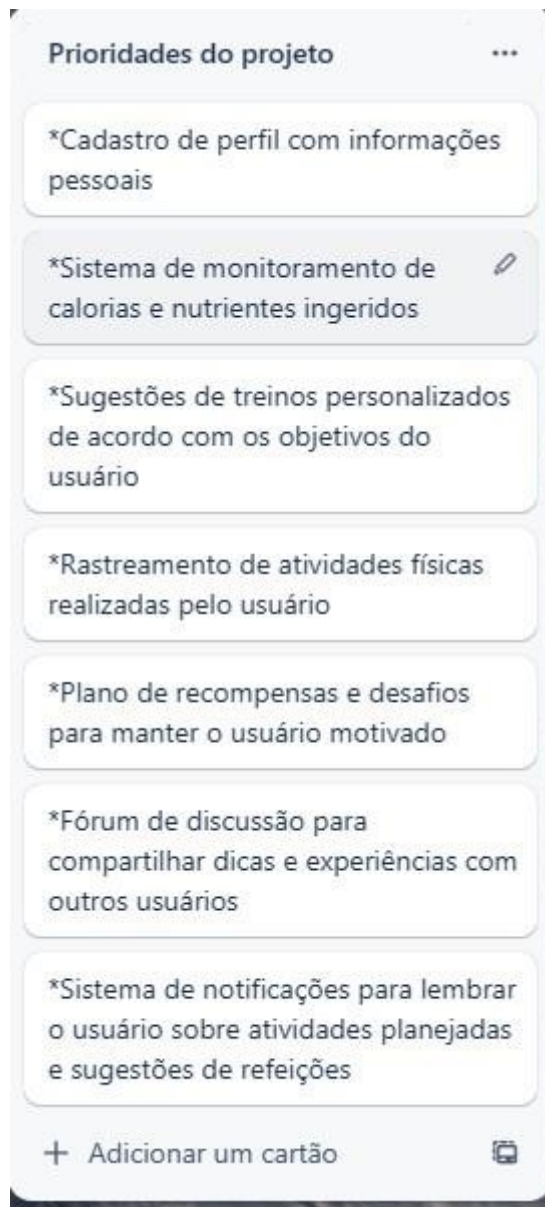 Prioridades do projeto
*Cadastro de perfil com informações
pessoais
*Sistema de monitoramento de
calorias e nutrientes ingeridos
*Sugestões de treinos personalizados
de acordo com os objetivos do
usuário
*Rastreamento de atividades físicas
realizadas pelo usuário
*Plano de recompensas e desafios
para manter o usuário motivado
*Fórum de discussão para
compartilhar dicas e experiências com
outros usuários
*Sistema de notificações para lembrar
o usuário sobre atividades planejadas
e sugestões de refeições
+ Adicionar um cartão